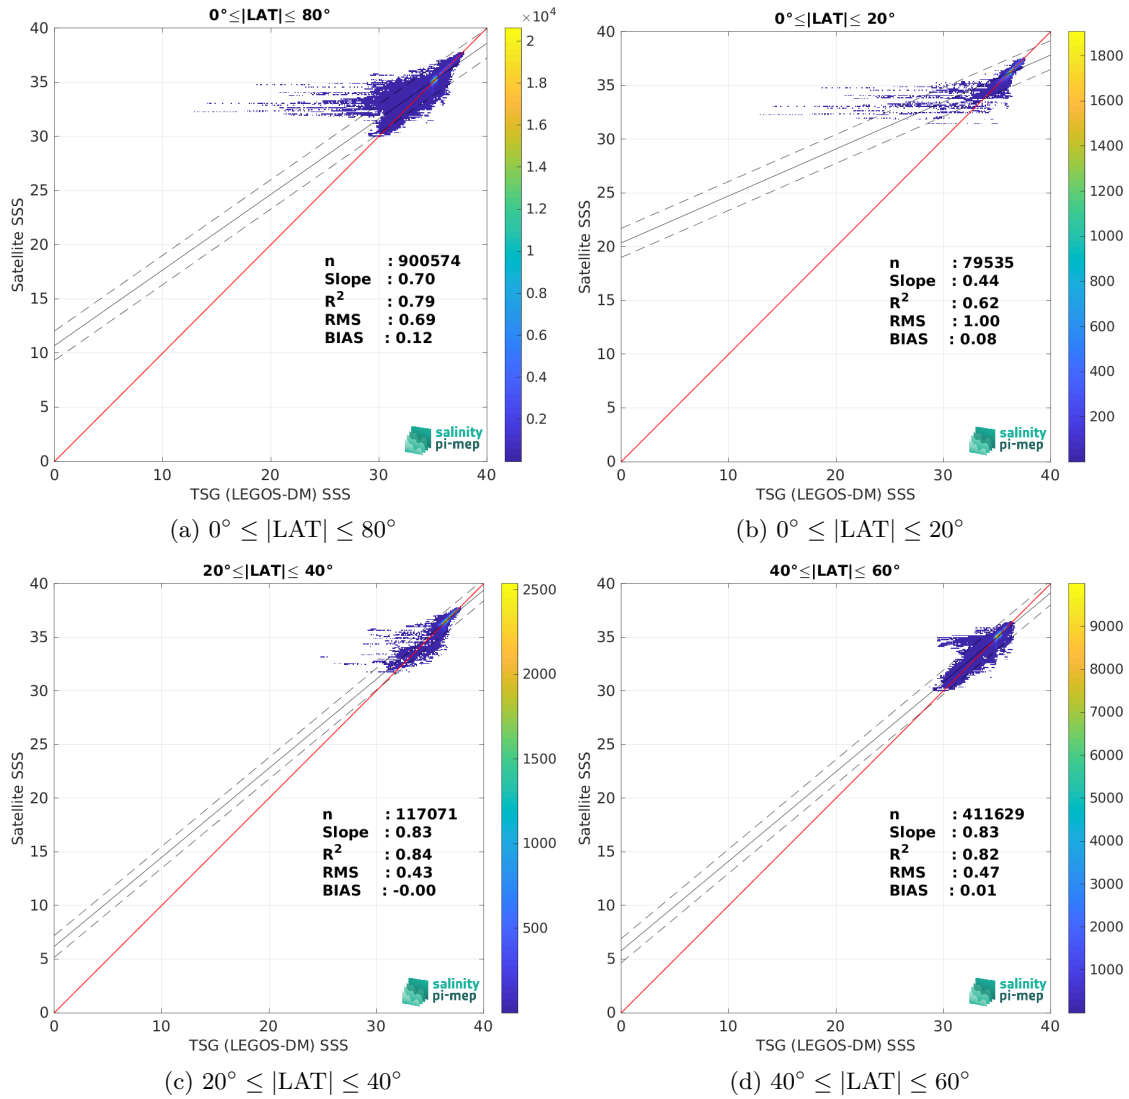 0°≤|LAT|≤ 80°
×10⁴
Satellite SSS
40
35
30
25
20
15
10
5
0
0 10 20 30 40
TSG (LEGOS-DM) SSS
n : 900574
Slope : 0.70
R² : 0.79
RMS : 0.69
BIAS : 0.12
salinity
pi-mep
2
1.8
1.6
1.4
1.2
1
0.8
0.6
0.4
0.2
(a) 0° ≤ |LAT| ≤ 80°
0°≤|LAT|≤ 20°
Satellite SSS
40
35
30
25
20
15
10
5
0
0 10 20 30 40
TSG (LEGOS-DM) SSS
n : 79535
Slope : 0.44
R² : 0.62
RMS : 1.00
BIAS : 0.08
salinity
pi-mep
1800
1600
1400
1200
1000
800
600
400
200
(b) 0° ≤ |LAT| ≤ 20°
20°≤|LAT|≤ 40°
Satellite SSS
40
35
30
25
20
15
10
5
0
0 10 20 30 40
TSG (LEGOS-DM) SSS
n : 117071
Slope : 0.83
R² : 0.84
RMS : 0.43
BIAS : -0.00
salinity
pi-mep
2500
2000
1500
1000
500
(c) 20° ≤ |LAT| ≤ 40°
40°≤|LAT|≤ 60°
Satellite SSS
40
35
30
25
20
15
10
5
0
0 10 20 30 40
TSG (LEGOS-DM) SSS
n : 411629
Slope : 0.83
R² : 0.82
RMS : 0.47
BIAS : 0.01
salinity
pi-mep
9000
8000
7000
6000
5000
4000
3000
2000
1000
(d) 40° ≤ |LAT| ≤ 60°